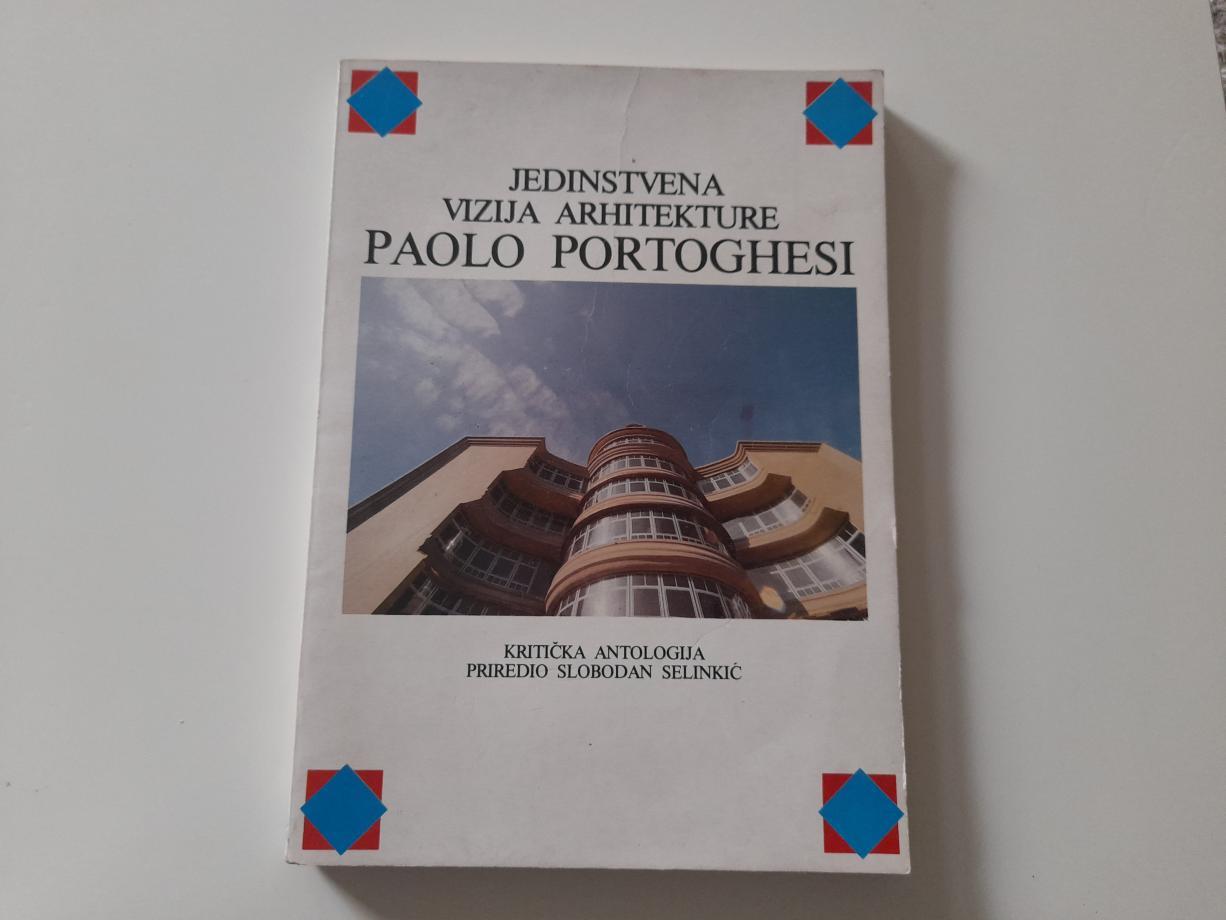 JEDINSTVENA
VIZIJA ARHITEKTURE
PAOLO PORTOGHESI
KRITIČKA ANTOLOGIJA
PRIREDIO SLOBODAN SELINKIĆ